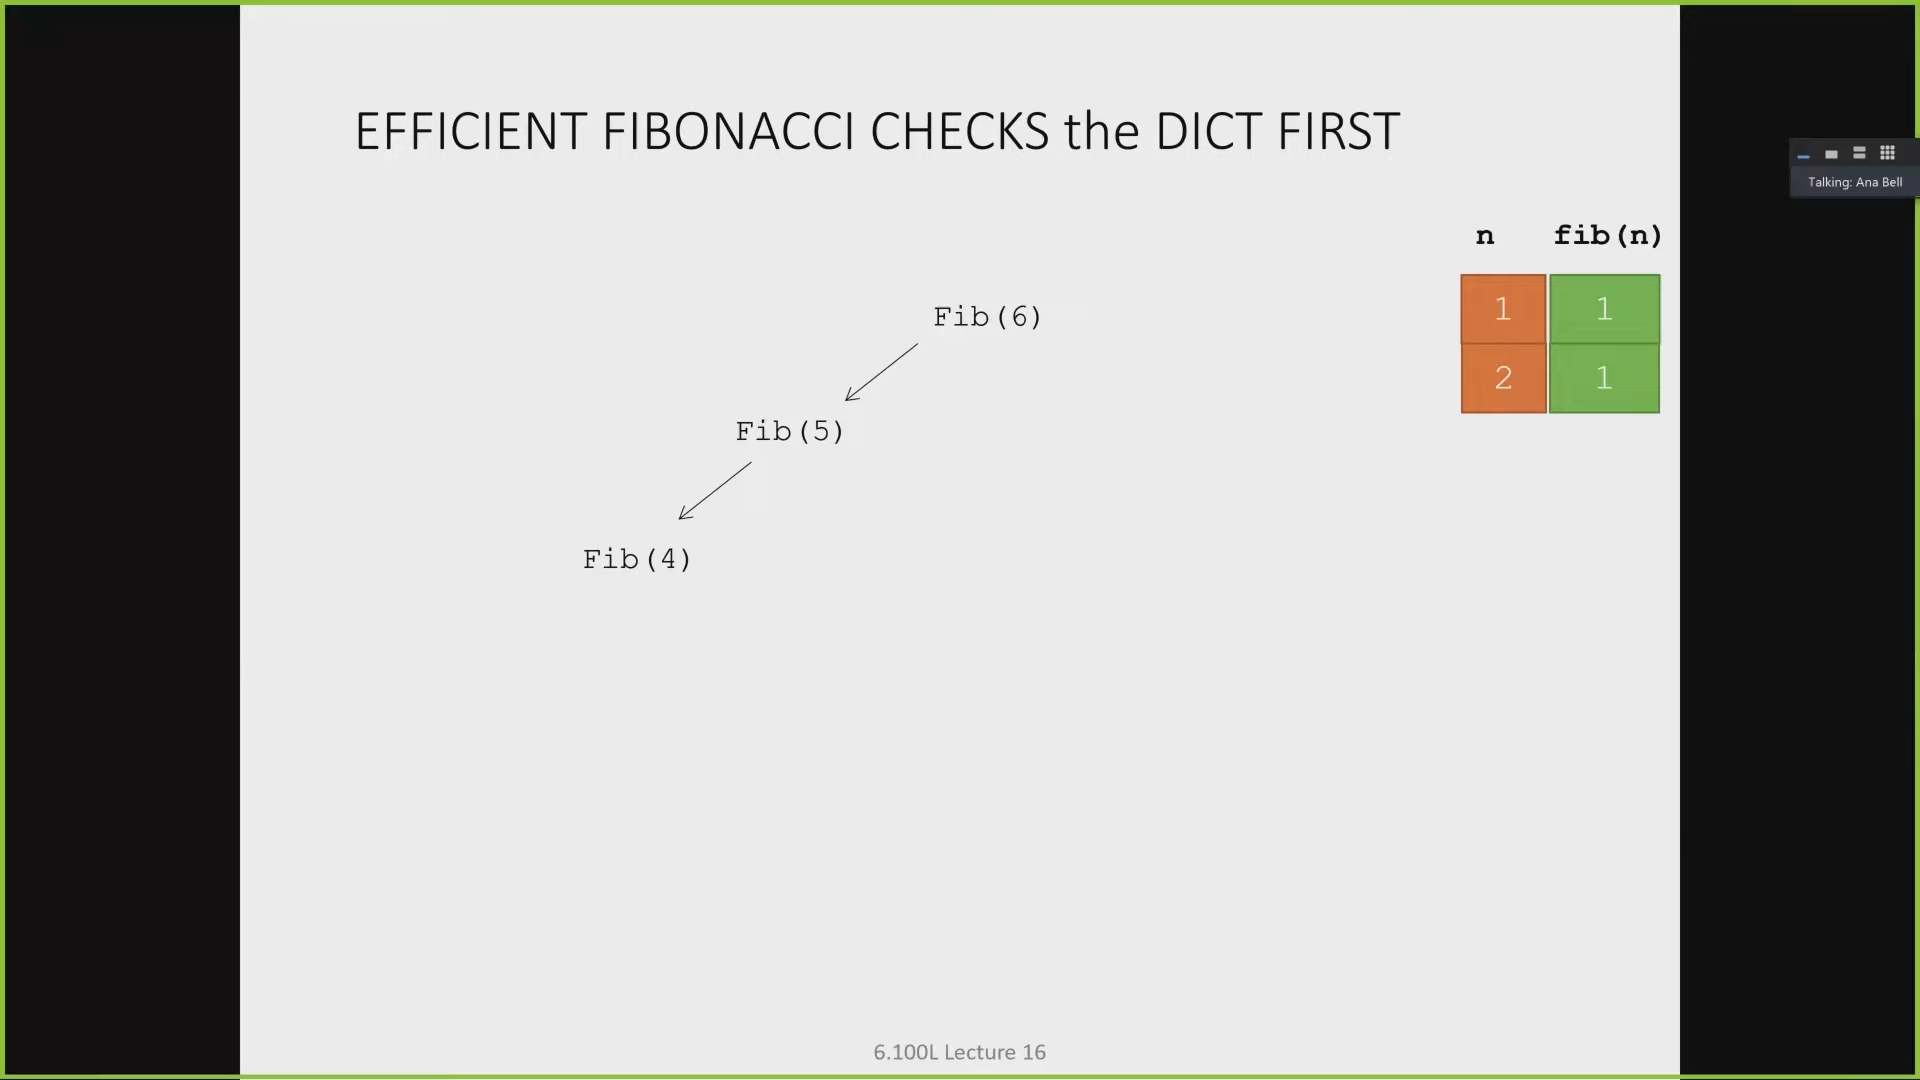 EFFICIENT FIBONACCI CHECKS the DICT FIRST
Talking: Ana Bell
n fib(n)
1 1
2 1
Fib(6)
Fib(5)
Fib(4)
6.100L Lecture 16